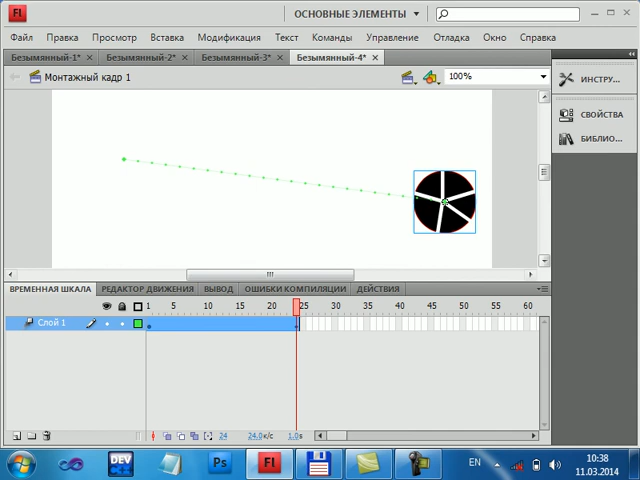 Fl
ОСНОВНЫЕ ЭЛЕМЕНТЫ
Файл Правка Просмотр Вставка Модификация Текст Команды Управление Отладка Окно Справка
Безымянный-1* Безымянный-2* Безымянный-3* Безымянный-4*
Монтажный кадр 1 100%
ИНСТРУ...
СВОЙСТВА
БИБЛИО...
ВРЕМЕННАЯ ШКАЛА РЕДАКТОР ДВИЖЕНИЯ ВЫВОД ОШИБКИ КОМПИЛЯЦИИ ДЕЙСТВИЯ
1 5 10 15 20 25 30 35 40 45 50 55 60
Слой 1
24 24.0 к/с 1.0 s
DEV C++ Ps Fl EN 10:38
11.03.2014